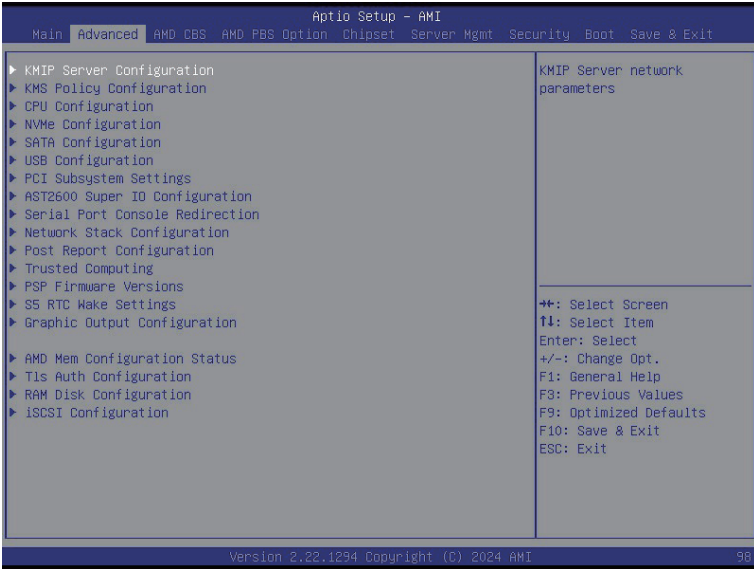 Aptio Setup – AMI
Main Advanced AMD CBS AMD PBS Option Chipset Server Mgmt Security Boot Save & Exit
KMIP Server Configuration
KMS Policy Configuration
CPU Configuration
NVMe Configuration
SATA Configuration
USB Configuration
PCI Subsystem Settings
AST2600 Super IO Configuration
Serial Port Console Redirection
Network Stack Configuration
Post Report Configuration
Trusted Computing
PSP Firmware Versions
S5 RTC Wake Settings
Graphic Output Configuration
AMD Mem Configuration Status
Tls Auth Configuration
RAM Disk Configuration
iSCSI Configuration
KMIP Server network
parameters
→←: Select Screen
↑↓: Select Item
Enter: Select
+/-: Change Opt.
F1: General Help
F3: Previous Values
F9: Optimized Defaults
F10: Save & Exit
ESC: Exit
Version 2.22.1294 Copyright (C) 2024 AMI
98